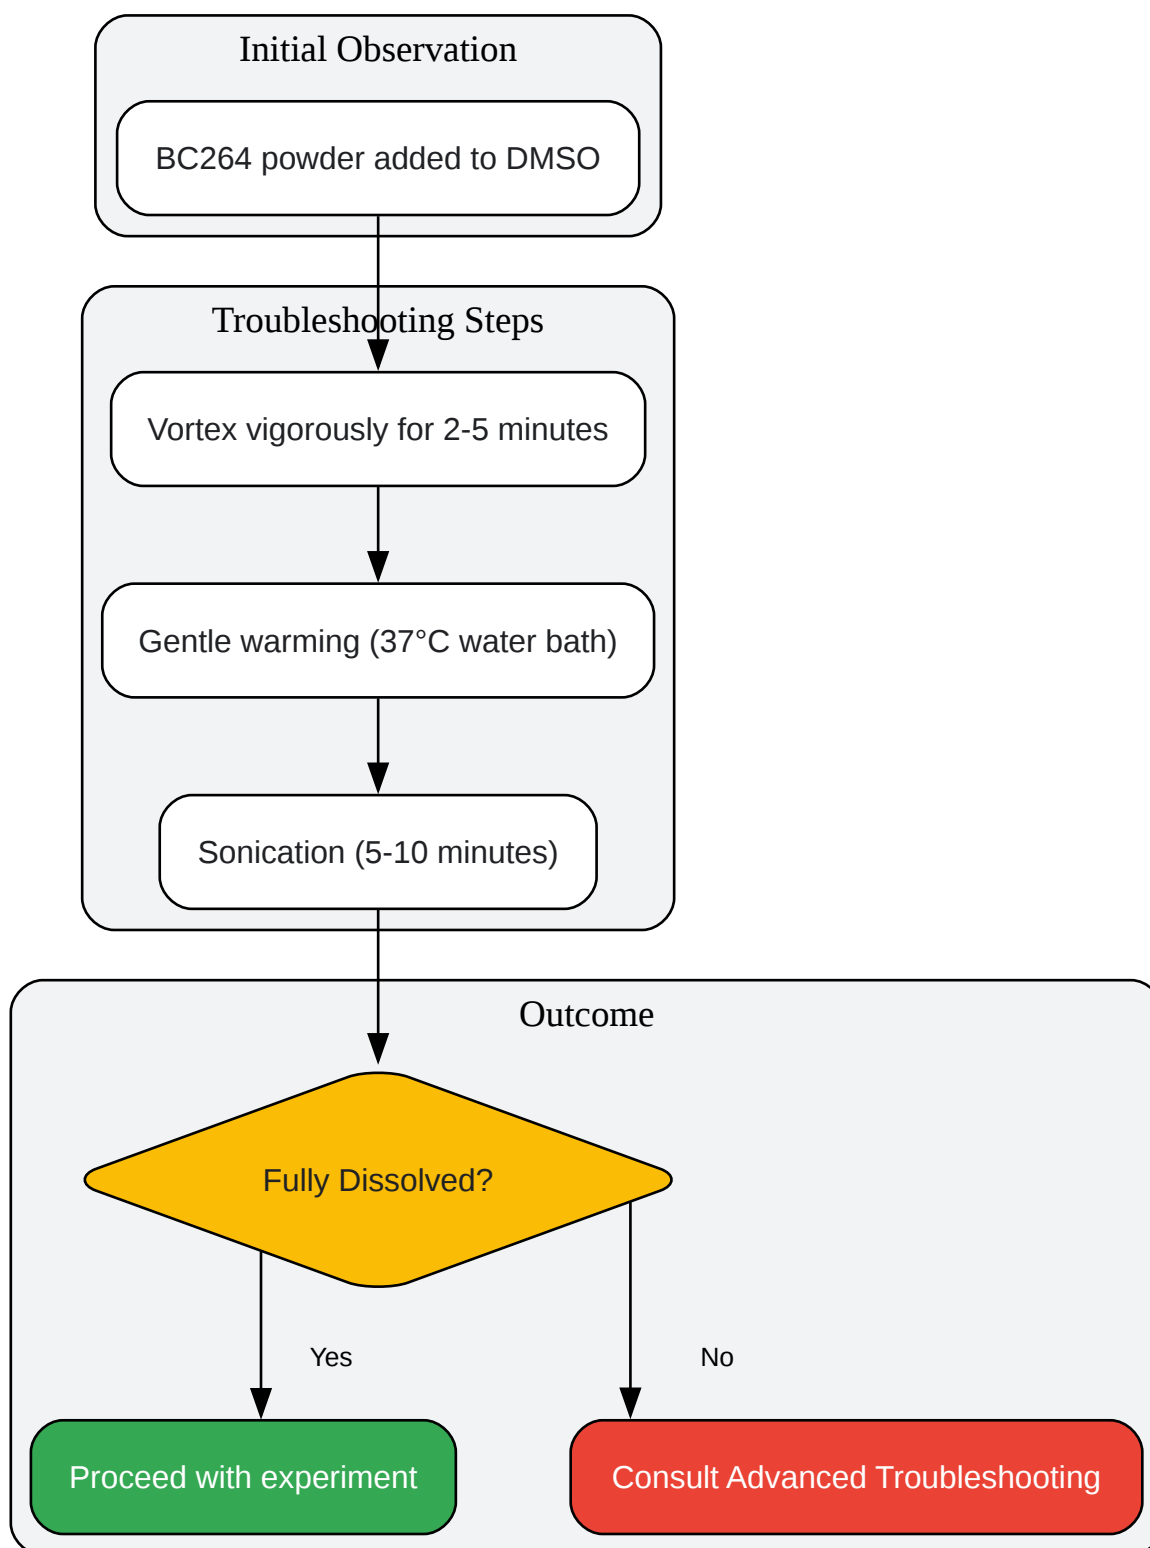 Initial Observation
BC264 powder added to DMSO
Troubleshooting Steps
Vortex vigorously for 2-5 minutes
Gentle warming (37°C water bath)
Sonication (5-10 minutes)
Outcome
Fully Dissolved?
Yes
No
Proceed with experiment
Consult Advanced Troubleshooting